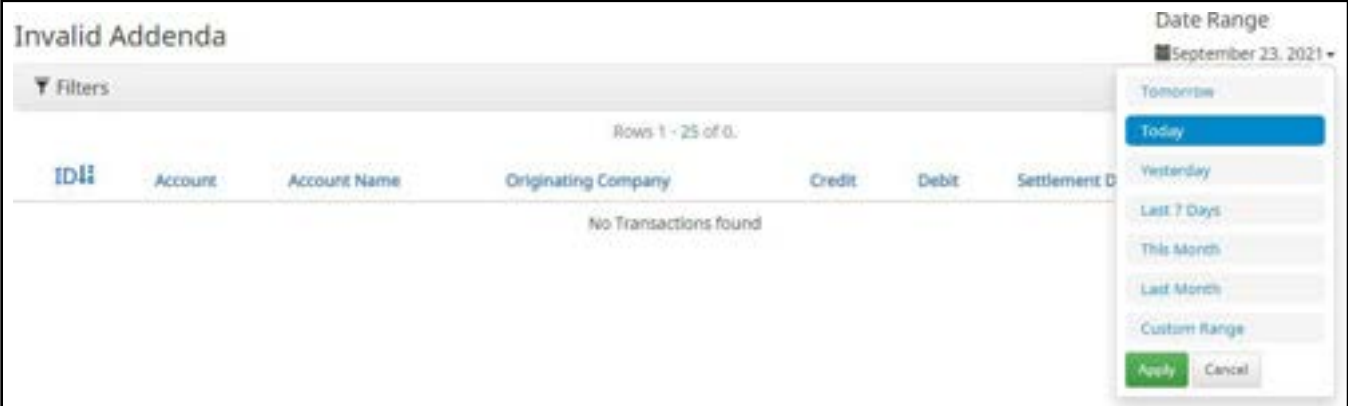 Invalid Addenda
Date Range
September 23, 2021
Filters
Tomorrow
Rows 1 - 25 of 0.
Today
ID Account Account Name Originating Company Credit Debit Settlement D
Yesterday
No Transactions found
Last 7 Days
This Month
Last Month
Custom Range
Apply Cancel